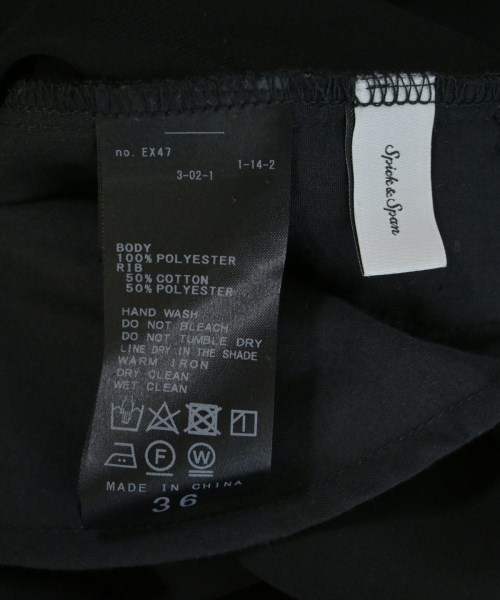 no. EX47
1-14-2
3-02-1
BODY
100% POLYESTER
RIB
50% COTTON
50% POLYESTER
HAND WASH
DO NOT BLEACH
DO NOT TUMBLE DRY
LINE DRY IN THE SHADE
WARM IRON
DRY CLEAN
WET CLEAN
F W
MADE IN CHINA
36
Spick & Span